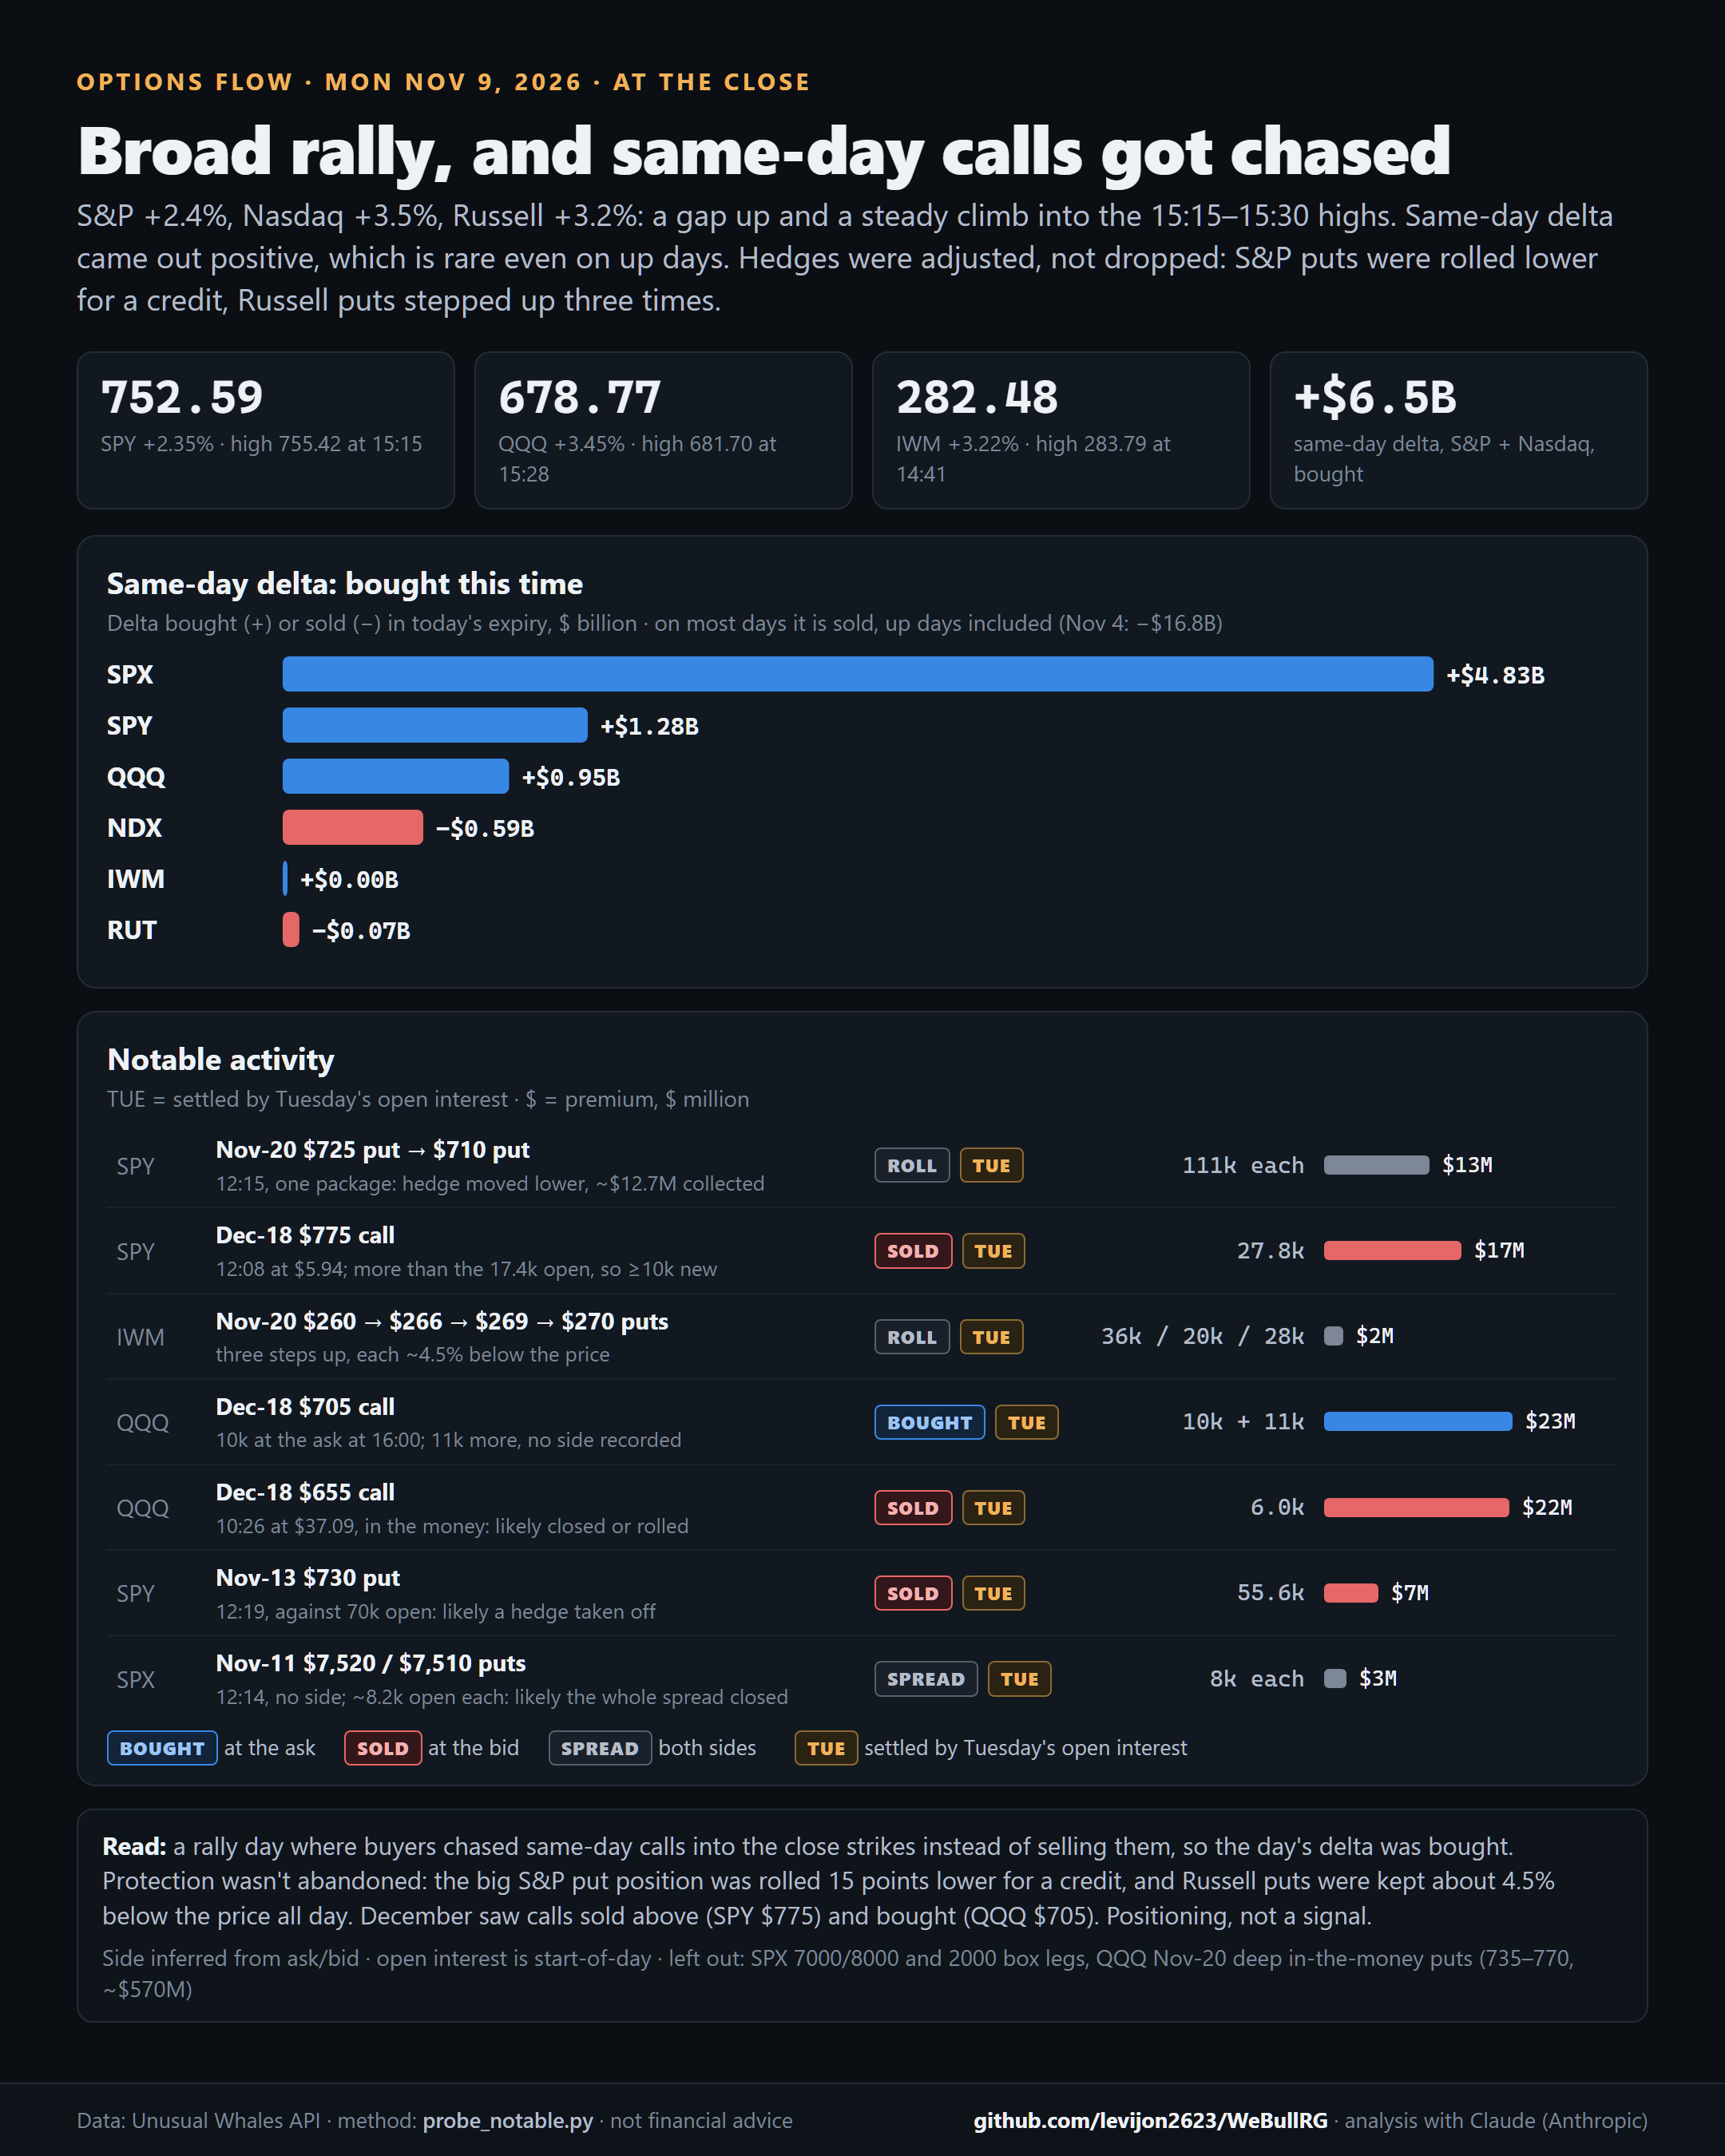 OPTIONS FLOW · MON NOV 9, 2026 · AT THE CLOSE
Broad rally, and same-day calls got chased
S&P +2.4%, Nasdaq +3.5%, Russell +3.2%: a gap up and a steady climb into the 15:15–15:30 highs. Same-day delta
came out positive, which is rare even on up days. Hedges were adjusted, not dropped: S&P puts were rolled lower
for a credit, Russell puts stepped up three times.
752.59
SPY +2.35% · high 755.42 at 15:15
678.77
QQQ +3.45% · high 681.70 at
15:28
282.48
IWM +3.22% · high 283.79 at
14:41
+$6.5B
same-day delta, S&P + Nasdaq,
bought
Same-day delta: bought this time
Delta bought (+) or sold (−) in today's expiry, $ billion · on most days it is sold, up days included (Nov 4: −$16.8B)
SPX +$4.83B
SPY +$1.28B
QQQ +$0.95B
NDX −$0.59B
IWM +$0.00B
RUT −$0.07B
Notable activity
TUE = settled by Tuesday's open interest · $ = premium, $ million
SPY Nov-20 $725 put → $710 put ROLL TUE 111k each $13M
12:15, one package: hedge moved lower, ~$12.7M collected
SPY Dec-18 $775 call SOLD TUE 27.8k $17M
12:08 at $5.94; more than the 17.4k open, so ≥10k new
IWM Nov-20 $260 → $266 → $269 → $270 puts ROLL TUE 36k / 20k / 28k $2M
three steps up, each ~4.5% below the price
QQQ Dec-18 $705 call BOUGHT TUE 10k + 11k $23M
10k at the ask at 16:00; 11k more, no side recorded
QQQ Dec-18 $655 call SOLD TUE 6.0k $22M
10:26 at $37.09, in the money: likely closed or rolled
SPY Nov-13 $730 put SOLD TUE 55.6k $7M
12:19, against 70k open: likely a hedge taken off
SPX Nov-11 $7,520 / $7,510 puts SPREAD TUE 8k each $3M
12:14, no side; ~8.2k open each: likely the whole spread closed
BOUGHT at the ask SOLD at the bid SPREAD both sides TUE settled by Tuesday's open interest
Read: a rally day where buyers chased same-day calls into the close strikes instead of selling them, so the day's delta was bought.
Protection wasn't abandoned: the big S&P put position was rolled 15 points lower for a credit, and Russell puts were kept about 4.5%
below the price all day. December saw calls sold above (SPY $775) and bought (QQQ $705). Positioning, not a signal.
Side inferred from ask/bid · open interest is start-of-day · left out: SPX 7000/8000 and 2000 box legs, QQQ Nov-20 deep in-the-money puts (735–770,
~$570M)
Data: Unusual Whales API · method: probe_notable.py · not financial advice
github.com/levijon2623/WeBullRG · analysis with Claude (Anthropic)